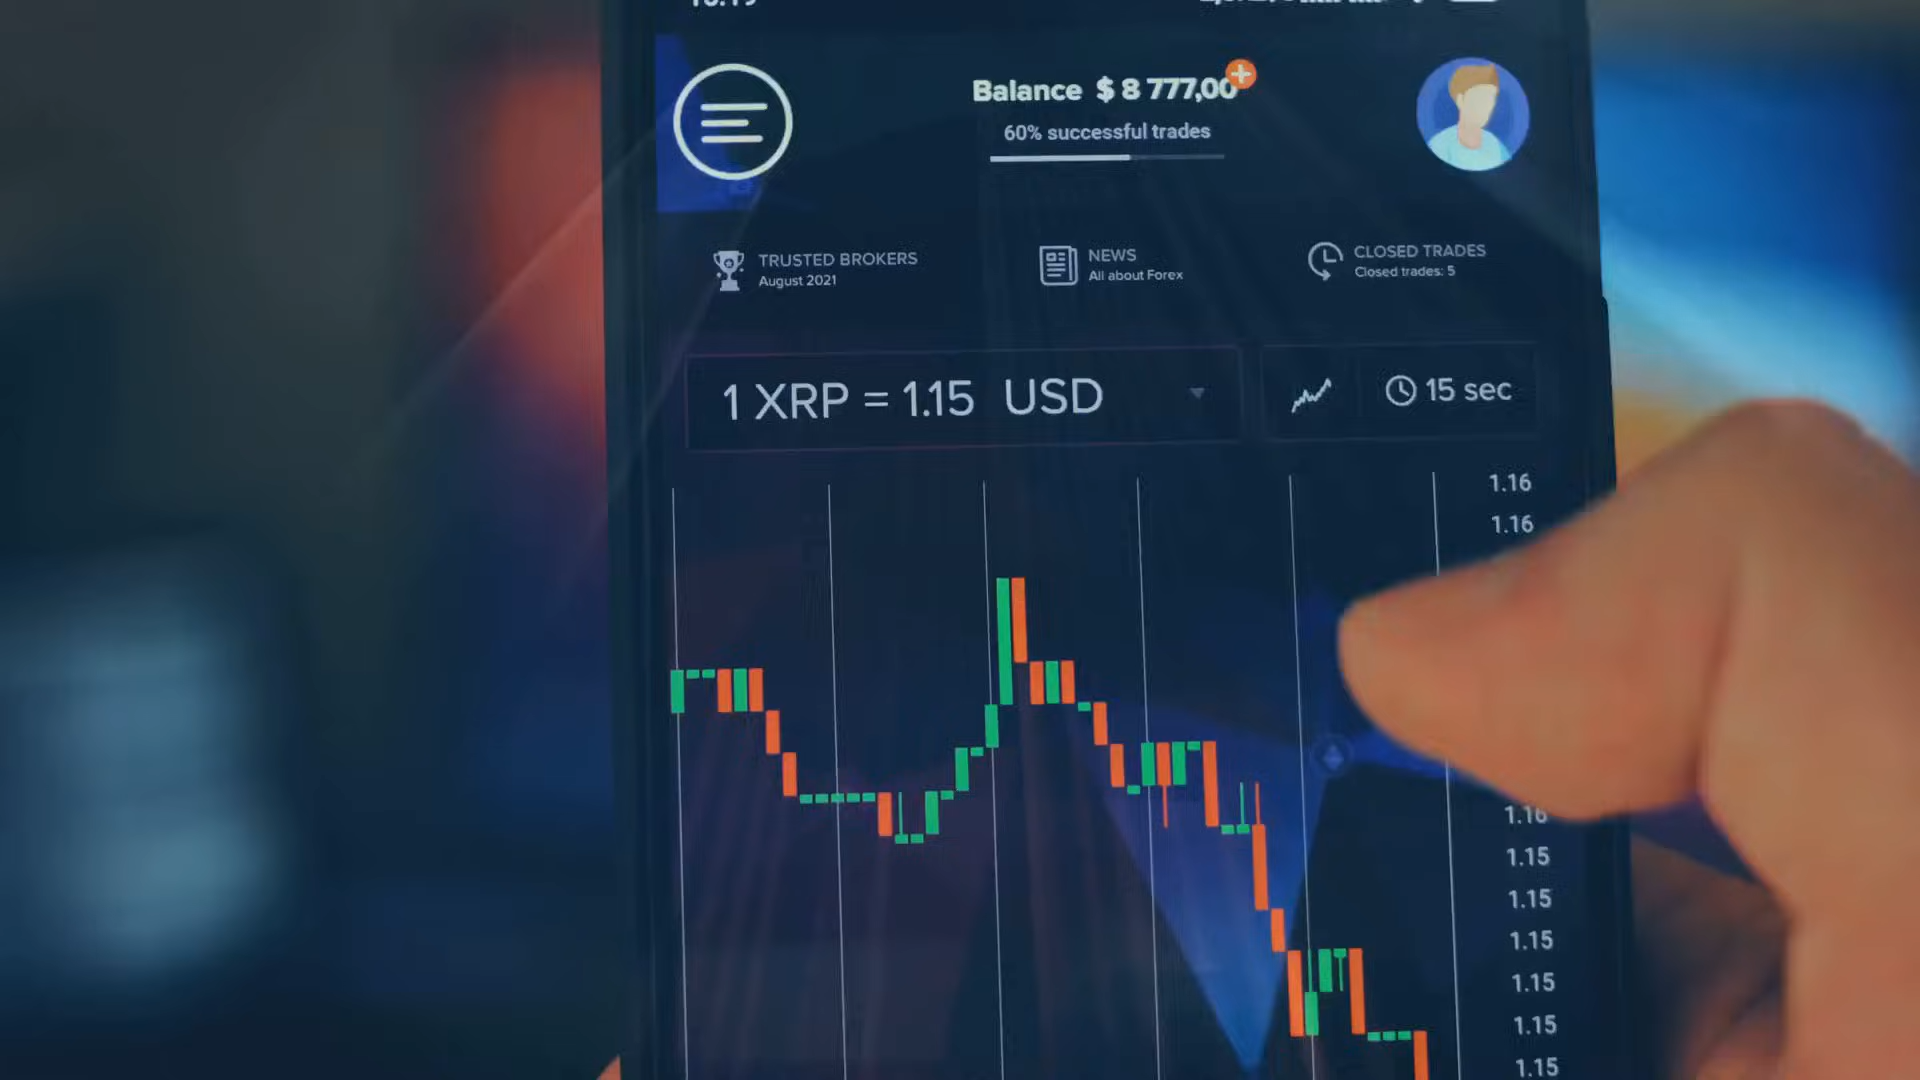 Balance $ 8 777,00
60% successful trades
TRUSTED BROKERS
August 2021
NEWS
All about Forex
CLOSED TRADES
Closed trades: 5
1 XRP = 1.15 USD
15 sec
1.16
1.16
1.16
1.15
1.15
1.15
1.15
1.15
1.15